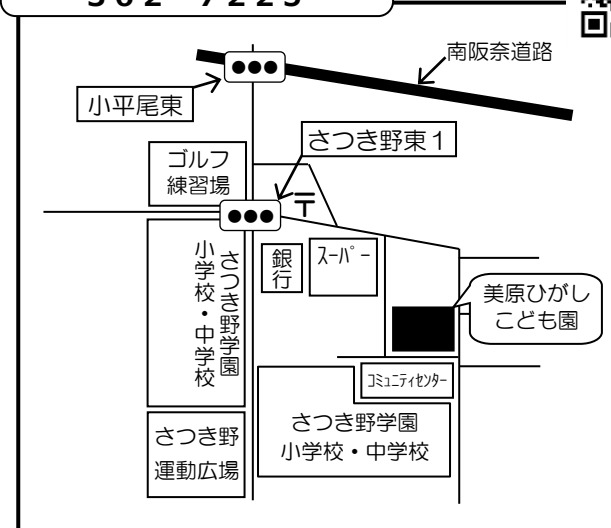 南阪奈道路
小平尾東
さつき野東１
ゴルフ
練習場
〒
さつき野学園
小学校・中学校
銀行
ｽｰﾊﾟｰ
美原ひがし
こども園
ｺﾐｭﾆﾃｨｾﾝﾀｰ
さつき野
運動広場
さつき野学園
小学校・中学校